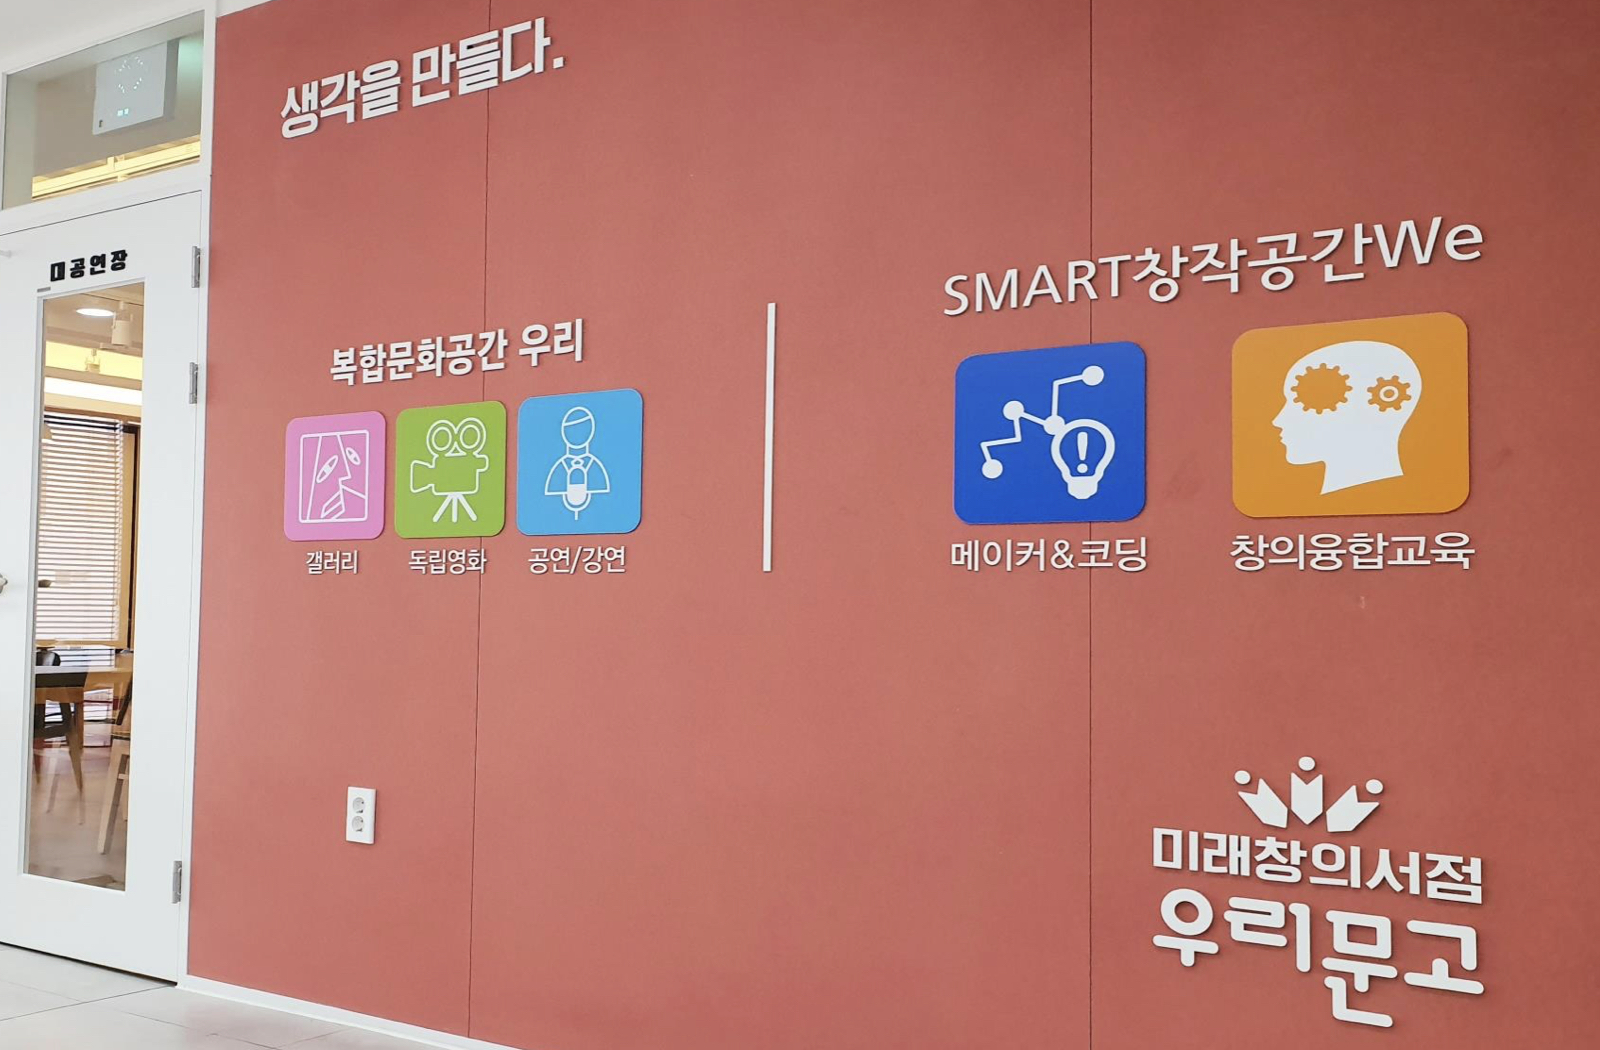 생각을 만들다.
대공연장
복합문화공간 우리
갤러리
독립영화
공연/강연
SMART창작공간We
메이커&코딩
창의융합교육
미래창의서점
우리문고